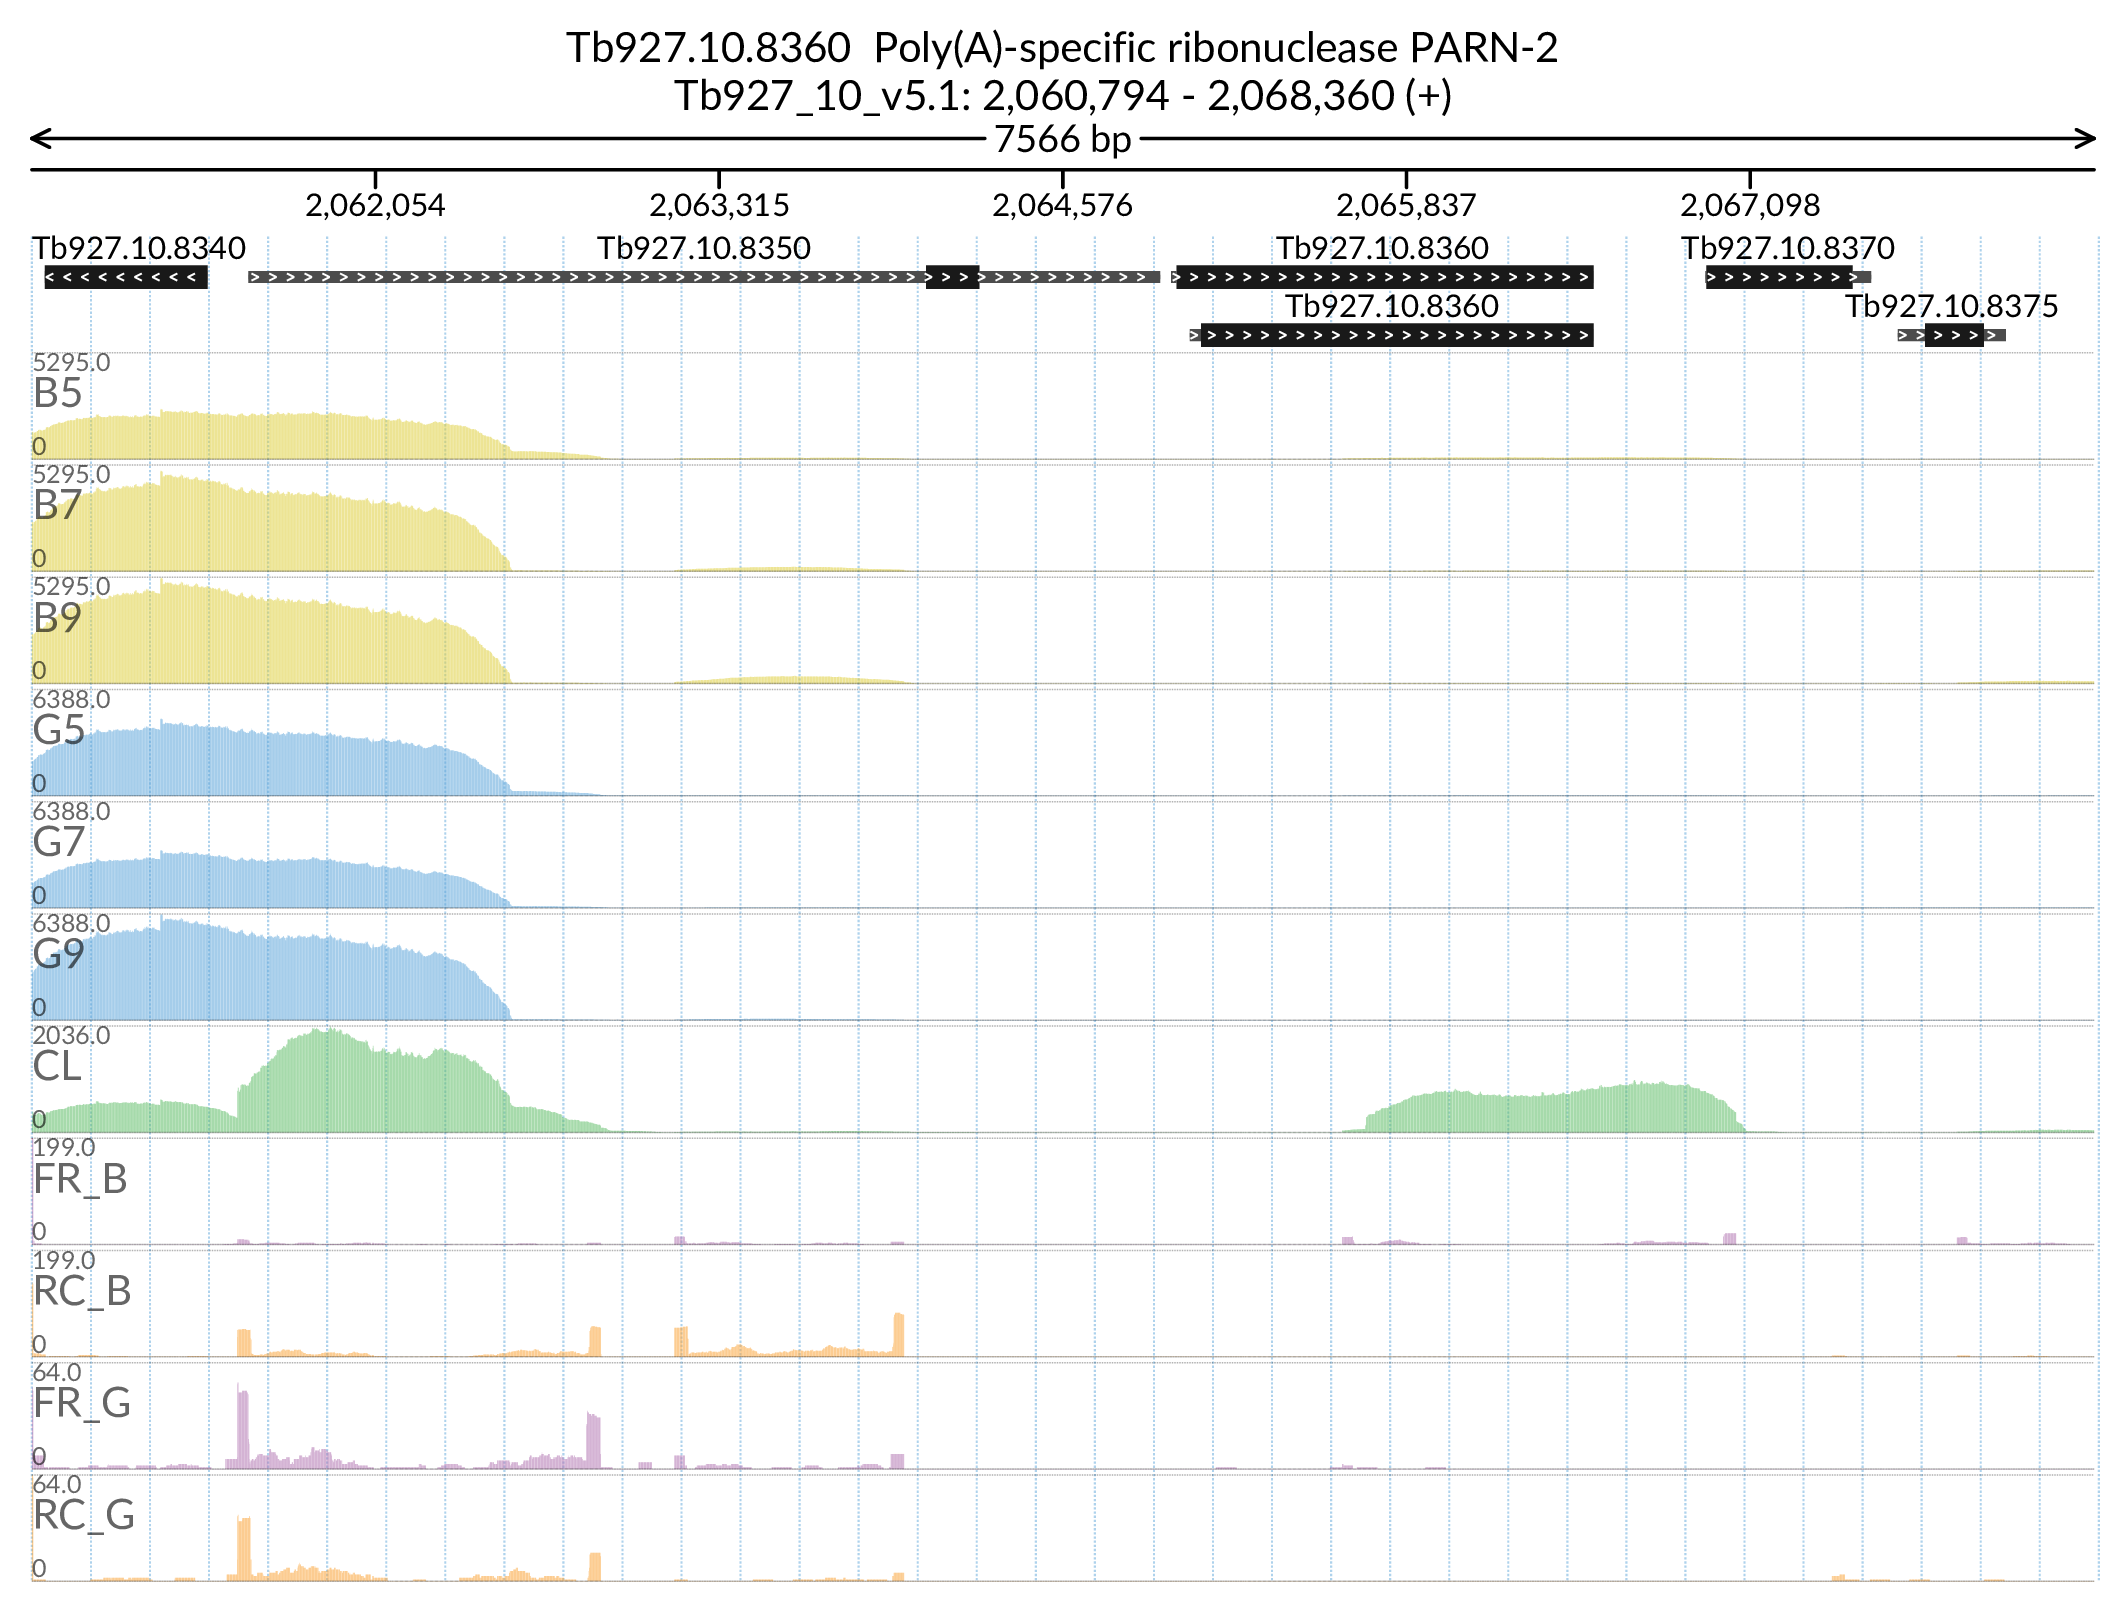 Tb927.10.8360  Poly(A)-specific ribonuclease PARN-2
Tb927_10_v5.1: 2,060,794 - 2,068,360 (+)
7566 bp
2,062,054 2,063,315 2,064,576 2,065,837 2,067,098
Tb927.10.8340 Tb927.10.8350 Tb927.10.8360 Tb927.10.8370
Tb927.10.8360 Tb927.10.8375
5295.0
B5
0
5295.0
B7
0
5295.0
B9
0
6388.0
G5
0
6388.0
G7
0
6388.0
G9
0
2036.0
CL
0
199.0
FR_B
0
199.0
RC_B
0
64.0
FR_G
0
64.0
RC_G
0